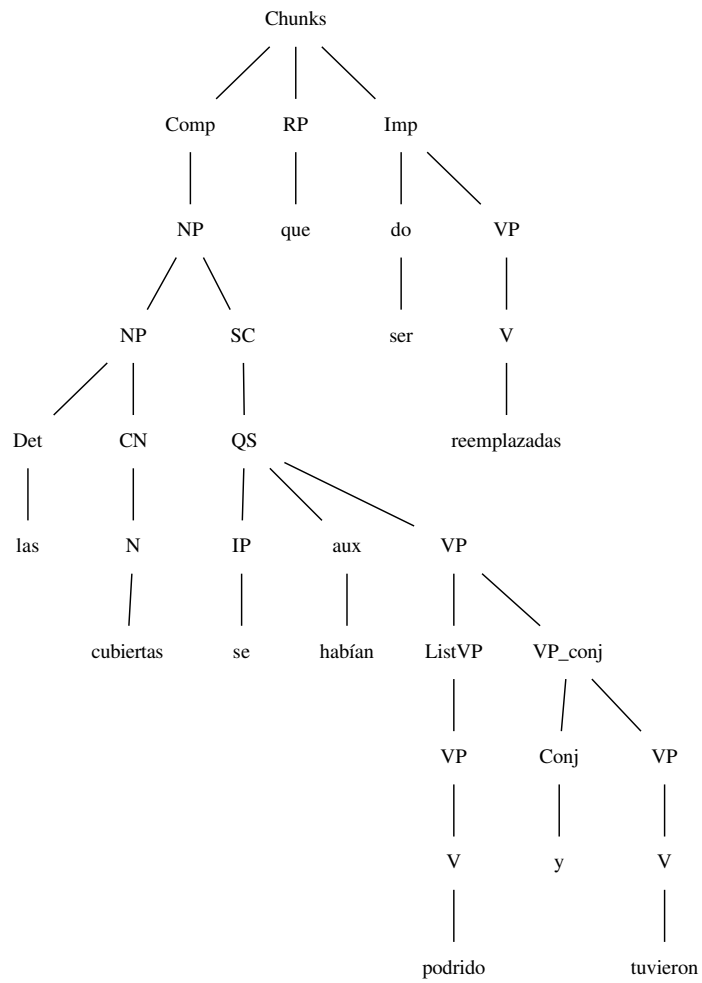 Chunks
Comp RP Imp
NP que do VP
NP SC ser V
Det CN QS reemplazadas
las N IP aux VP
cubiertas se habían ListVP VP_conj
VP Conj VP
V y V
podrido tuvieron